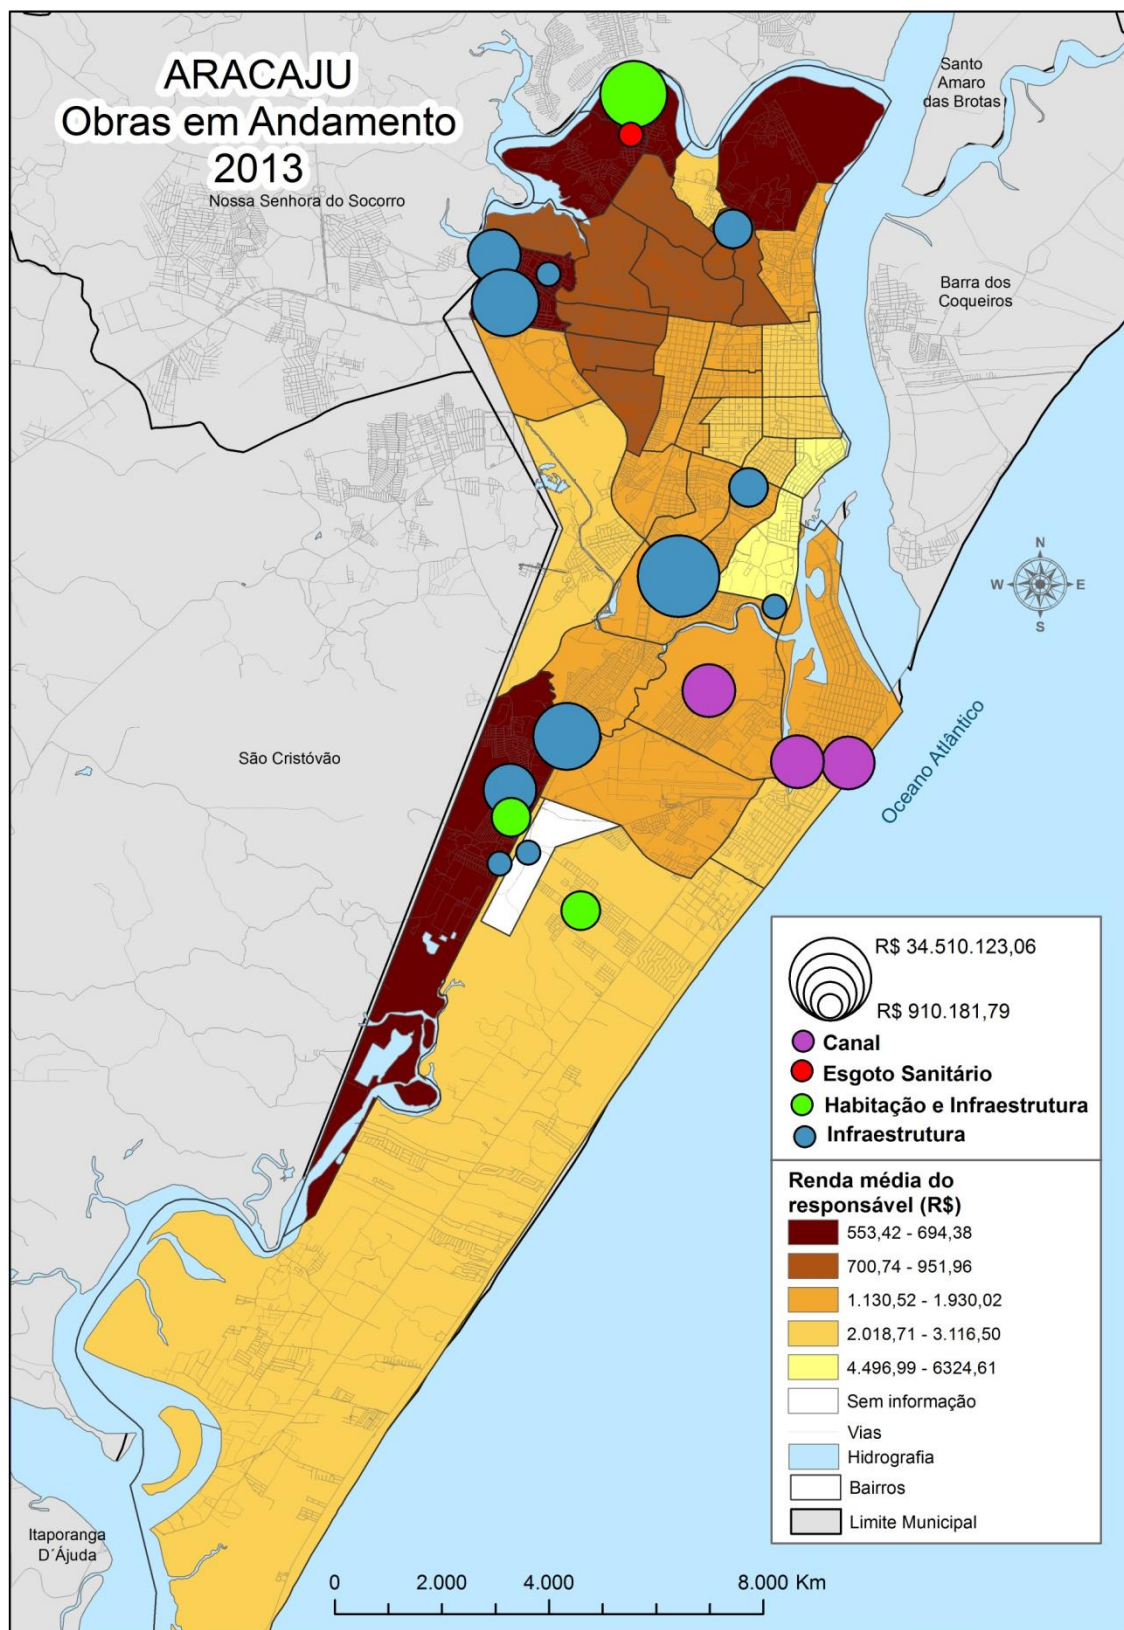 ARACAJU
Obras em Andamento
2013
Nossa Senhora do Socorro
Santo
Amaro
das Brotas
Barra dos
Coqueiros
N
W
E
S
São Cristóvão
Oceano Atlântico
R$ 34.510.123,06
R$ 910.181,79
Canal
Esgoto Sanitário
Habitação e Infraestrutura
Infraestrutura
Renda média do
responsável (R$)
553,42 - 694,38
700,74 - 951,96
1.130,52 - 1.930,02
2.018,71 - 3.116,50
4.496,99 - 6324,61
Sem informação
Vias
Hidrografia
Bairros
Limite Municipal
Itaporanga
D´Ájuda
0 2.000 4.000 8.000 Km